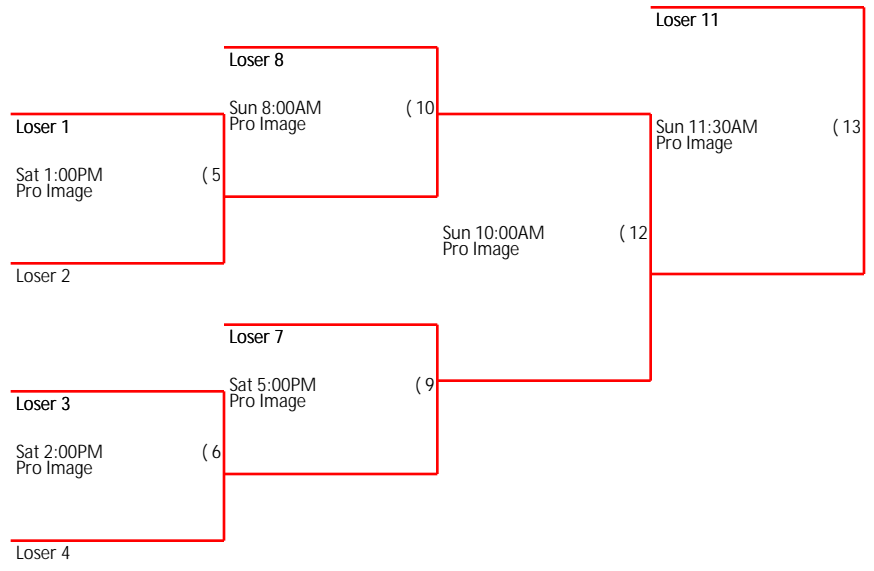 Loser 11
Loser 8
Sun 8:00AM ( 10
Pro Image
Loser 1
Sun 11:30AM ( 13
Pro Image
Sat 1:00PM ( 5
Pro Image
Sun 10:00AM ( 12
Pro Image
Loser 2
Loser 7
Sat 5:00PM ( 9
Pro Image
Loser 3
Sat 2:00PM ( 6
Pro Image
Loser 4